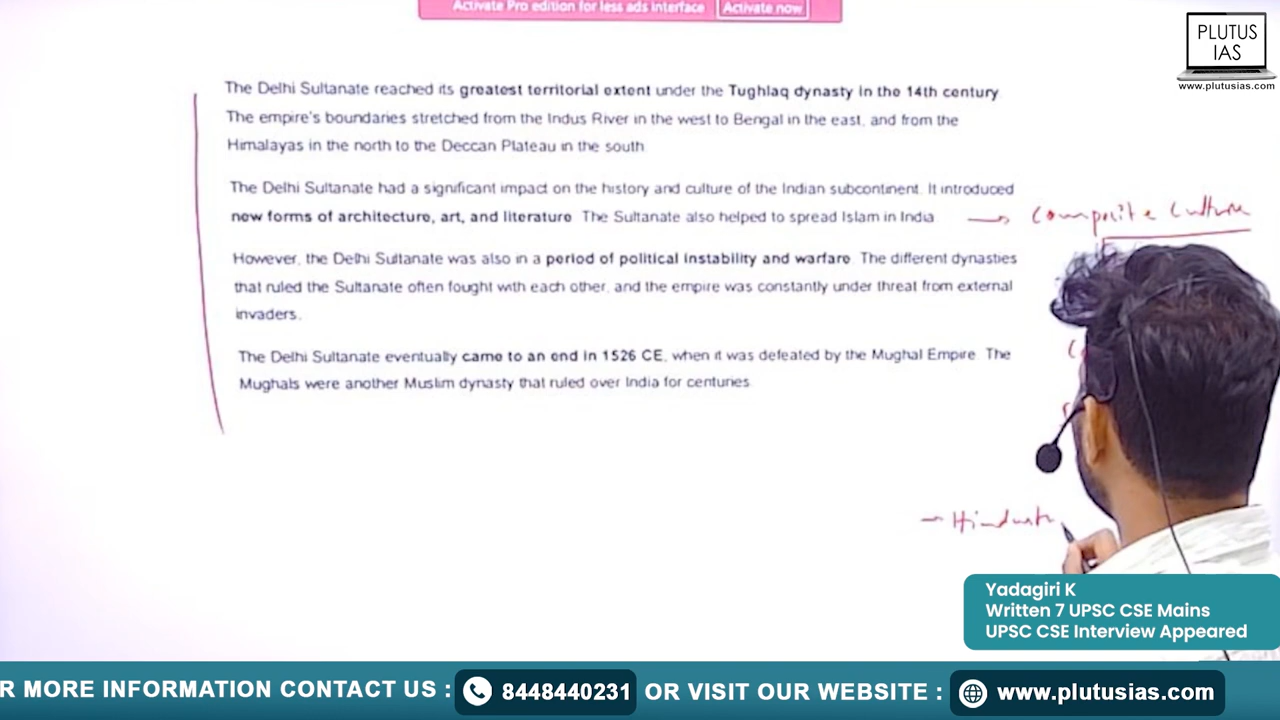 Activate Pro edition for less ads interface Activate now
PLUTUS
IAS
www.plutusias.com
The Delhi Sultanate reached its greatest territorial extent under the Tughlaq dynasty in the 14th century
The empire's boundaries stretched from the Indus River in the west to Bengal in the east, and from the
Himalayas in the north to the Deccan Plateau in the south
The Delhi Sultanate had a significant impact on the history and culture of the Indian subcontinent. It introduced
new forms of architecture, art, and literature The Sultanate also helped to spread Islam in India
Composite Culture
However, the Delhi Sultanate was also in a period of political instability and warfare The different dynasties
that ruled the Sultanate often fought with each other, and the empire was constantly under threat from external
invaders.
The Delhi Sultanate eventually came to an end in 1526 CE, when it was defeated by the Mughal Empire. The
Mughals were another Muslim dynasty that ruled over India for centuries
Yadagiri K
Written 7 UPSC CSE Mains
UPSC CSE Interview Appeared
R MORE INFORMATION CONTACT US : 8448440231 OR VISIT OUR WEBSITE : www.plutusias.com